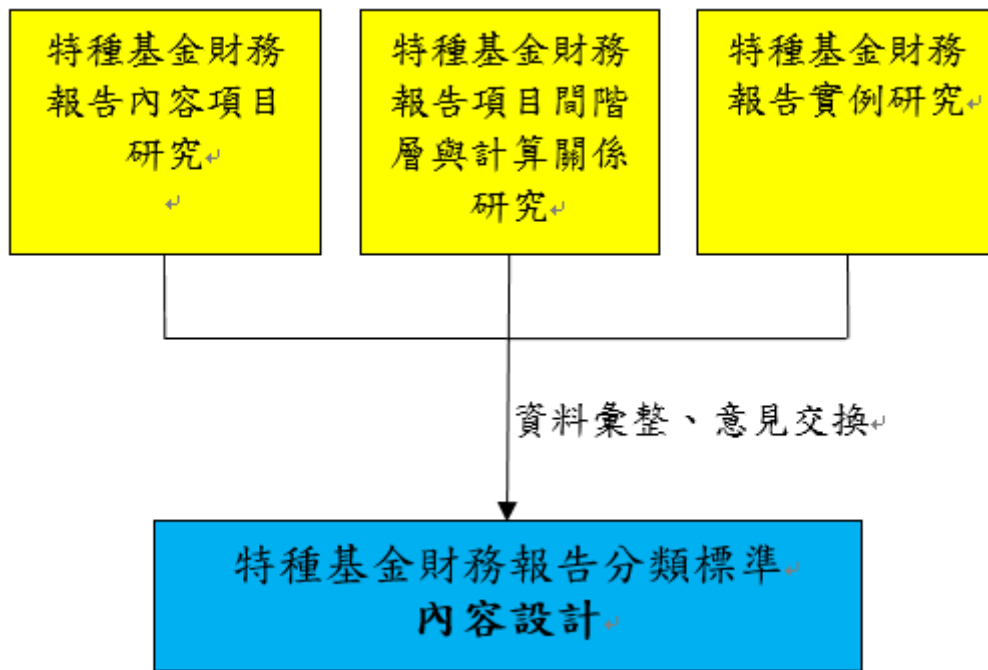 特種基金財務
報告內容項目
研究
特種基金財務
報告項目間階
層與計算關係
研究
特種基金財務
報告實例研究
資料彙整、意見交換
特種基金財務報告分類標準
內容設計